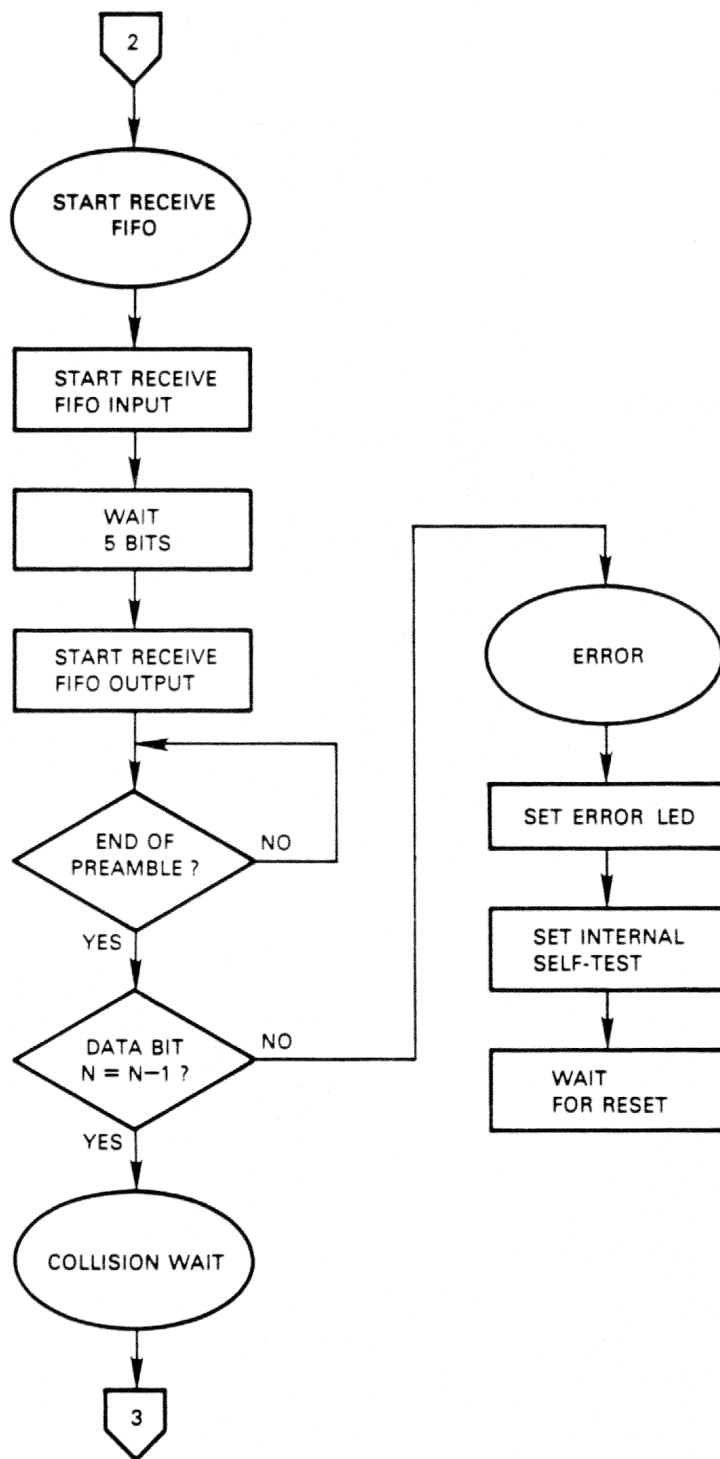 2
START RECEIVE
FIFO
START RECEIVE
FIFO INPUT
WAIT
5 BITS
START RECEIVE
FIFO OUTPUT
END OF
PREAMBLE ?
NO
YES
DATA BIT
N = N–1 ?
NO
YES
COLLISION WAIT
3
ERROR
SET ERROR LED
SET INTERNAL
SELF-TEST
WAIT
FOR RESET